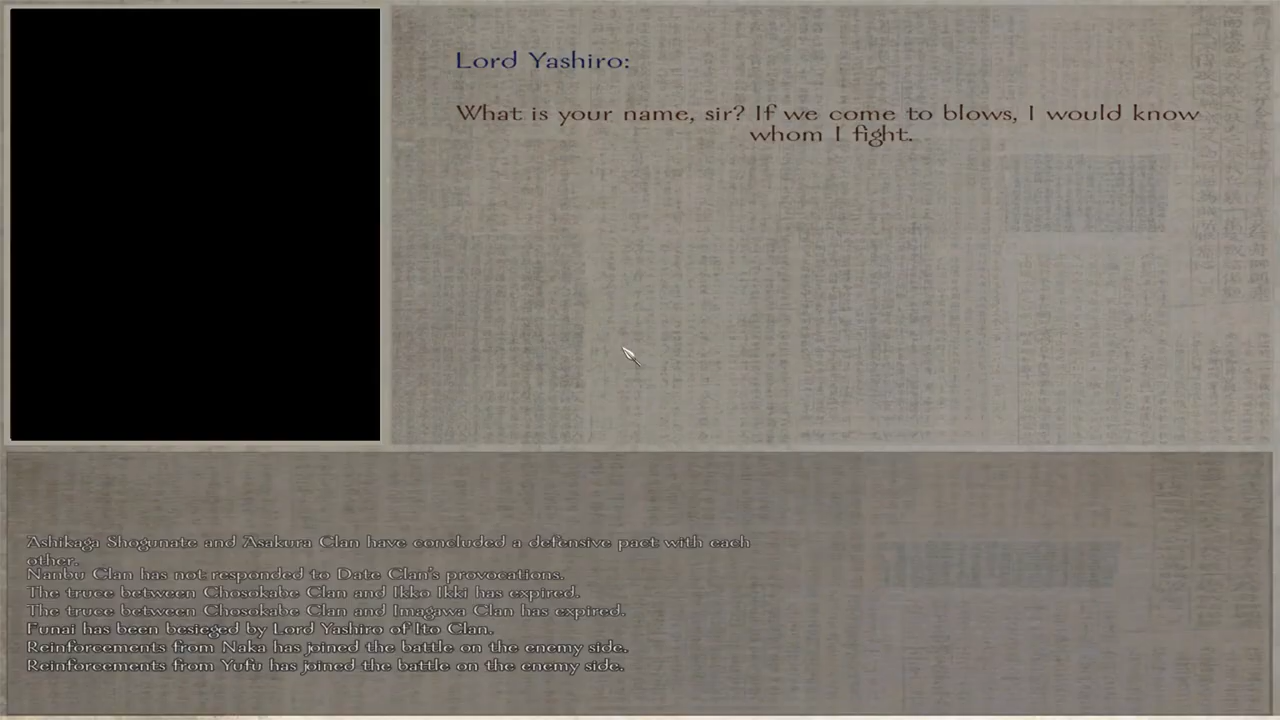 Lord Yashiro:
What is your name, sir? If we come to blows, I would know
whom I fight.
Ashikaga Shogunate and Asakura Clan have concluded a defensive pact with each
other.
Nanbu Clan has not responded to Date Clan's provocations.
The truce between Chosokabe Clan and Ikko Ikki has expired.
The truce between Chosokabe Clan and Imagawa Clan has expired.
Funai has been besieged by Lord Yashiro of Ito Clan.
Reinforcements from Naka has joined the battle on the enemy side.
Reinforcements from Yufu has joined the battle on the enemy side.